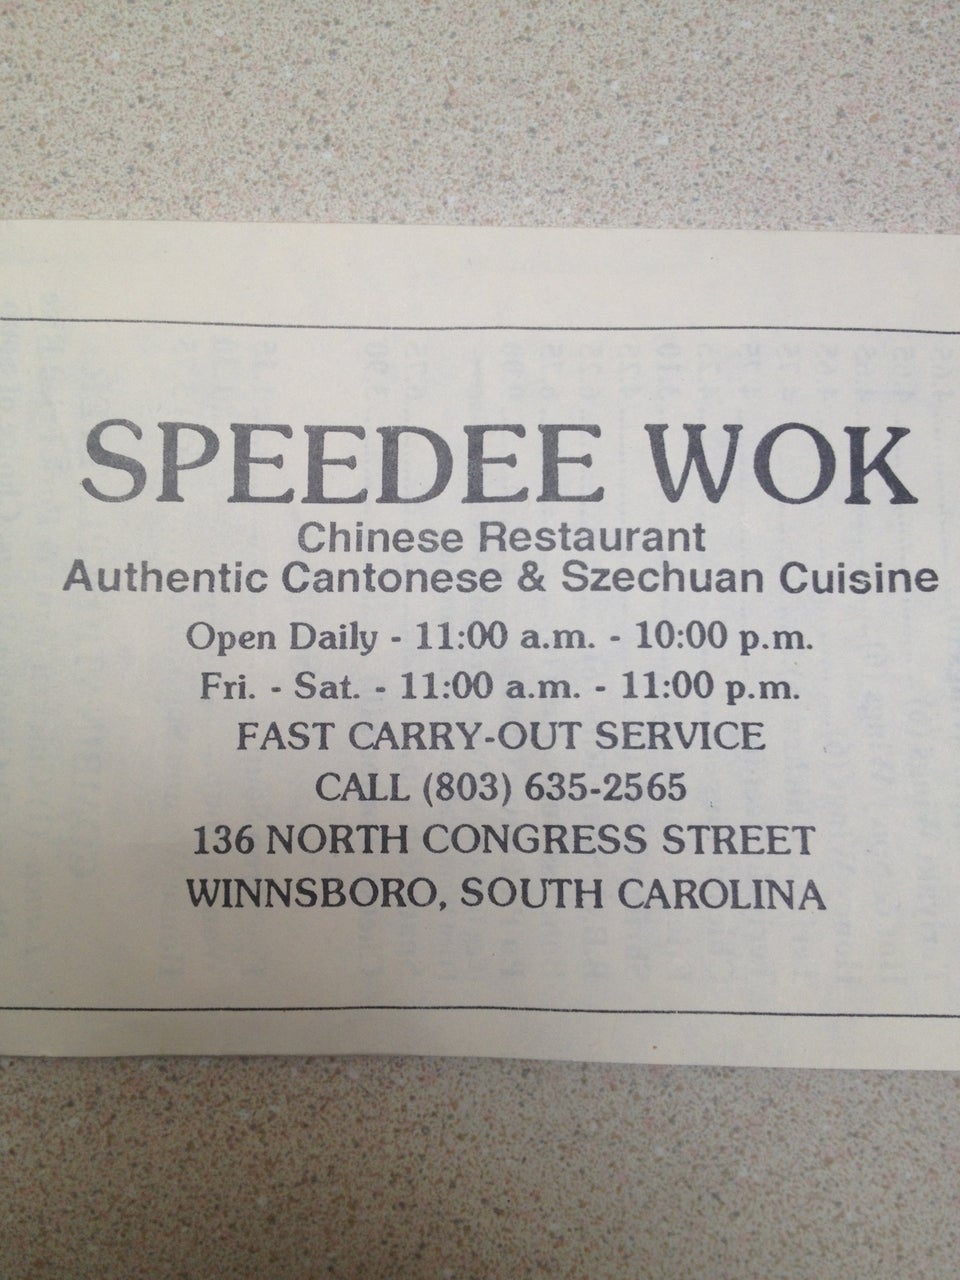 SPEEDEE WOK
Chinese Restaurant
Authentic Cantonese & Szechuan Cuisine
Open Daily - 11:00 a.m. - 10:00 p.m.
Fri. - Sat. - 11:00 a.m. - 11:00 p.m.
FAST CARRY-OUT SERVICE
CALL (803) 635-2565
136 NORTH CONGRESS STREET
WINNSBORO, SOUTH CAROLINA